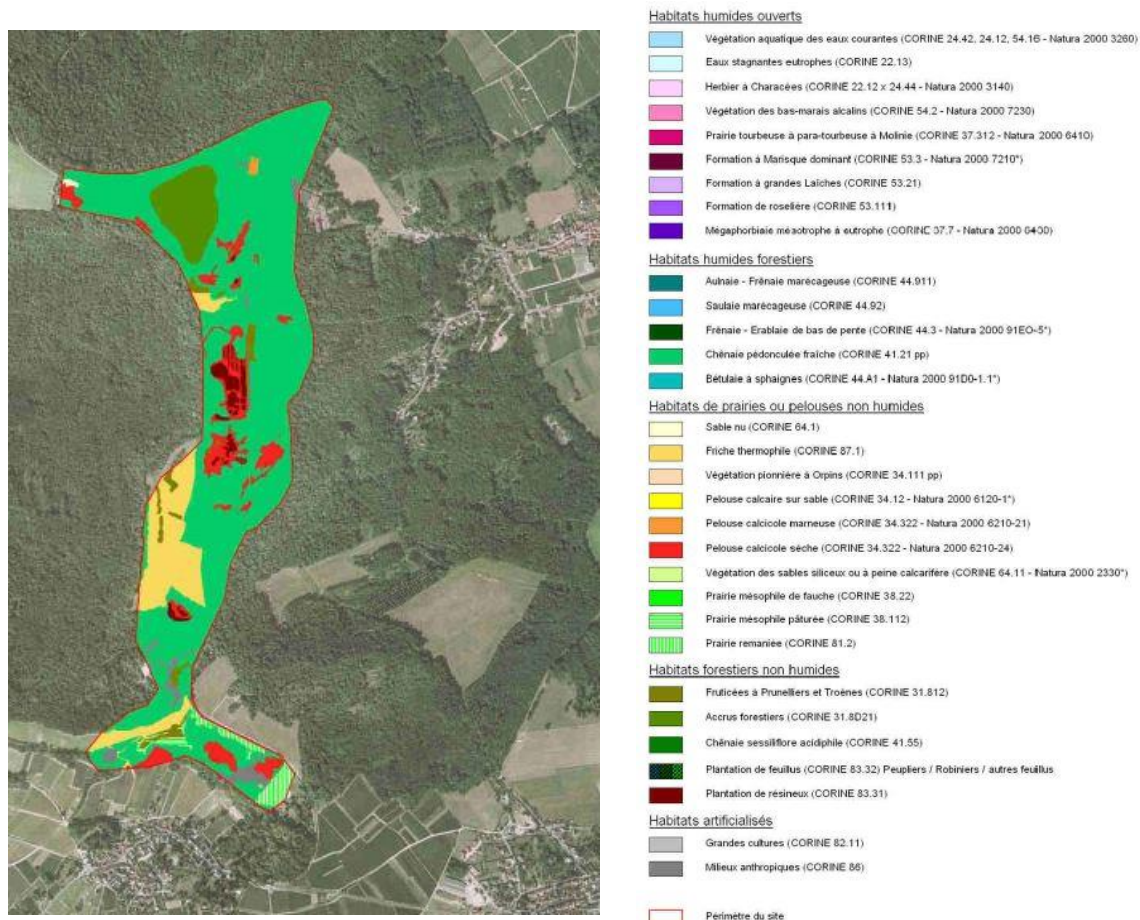 Habitats humides ouverts
Végétation aquatique des eaux courantes (CORINE 24.42, 24.12, 54.16 - Natura 2000 3260)
Eaux stagnantes eutrophes (CORINE 22.13)
Herbier à Characées (CORINE 22.12 x 24.44 - Natura 2000 3140)
Végétation des bas-marais alcalins (CORINE 54.2 - Natura 2000 7230)
Prairie tourbeuse à para-tourbeuse à Molinie (CORINE 37.312 - Natura 2000 6410)
Formation à Marisque dominant (CORINE 53.3 - Natura 2000 7210*)
Formation à grandes Laîches (CORINE 53.21)
Formation de roselière (CORINE 53.111)
Mégaphorbiaie mésotrophe à eutrophe (CORINE 37.7 - Natura 2000 6430)
Habitats humides forestiers
Aulnaie - Frênaie marécageuse (CORINE 44.911)
Saulaie marécageuse (CORINE 44.92)
Frênaie - Erablaie de bas de pente (CORINE 44.3 - Natura 2000 91EO-5*)
Chênaie pédonculée fraîche (CORINE 41.21 pp)
Bétulaie à sphaignes (CORINE 44.A1 - Natura 2000 91D0-1.1*)
Habitats de prairies ou pelouses non humides
Sable nu (CORINE 64.1)
Friche thermophile (CORINE 87.1)
Végétation pionnière à Orpins (CORINE 34.111 pp)
Pelouse calcaire sur sable (CORINE 34.12 - Natura 2000 6120-1*)
Pelouse calcicole marneuse (CORINE 34.322 - Natura 2000 6210-21)
Pelouse calcicole sèche (CORINE 34.322 - Natura 2000 6210-24)
Végétation des sables siliceux ou à peine calcarifère (CORINE 64.11 - Natura 2000 2330*)
Prairie mésophile de fauche (CORINE 38.22)
Prairie mésophile pâturée (CORINE 38.112)
Prairie remaniée (CORINE 81.2)
Habitats forestiers non humides
Fruticées à Prunelliers et Troènes (CORINE 31.812)
Accrus forestiers (CORINE 31.8D21)
Chênaie sessiliflore acidiphile (CORINE 41.55)
Plantation de feuillus (CORINE 83.32) Peupliers / Robiniers / autres feuillus
Plantation de résineux (CORINE 83.31)
Habitats artificialisés
Grandes cultures (CORINE 82.11)
Milieux anthropiques (CORINE 86)
Périmètre du site